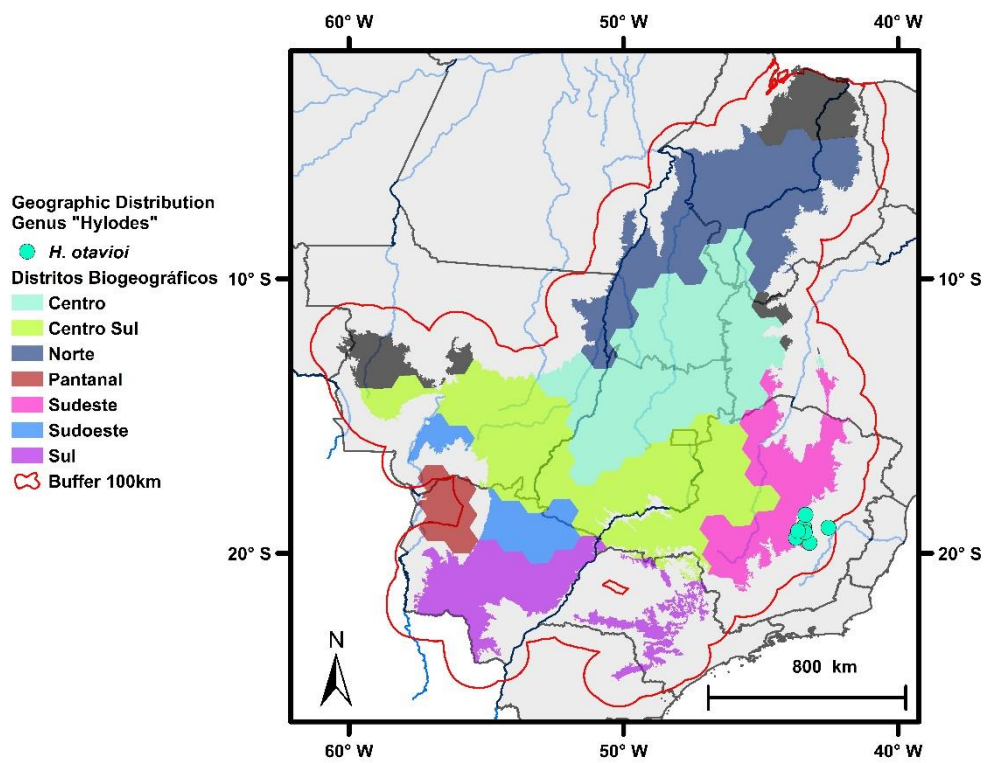 60° W 50° W 40° W
Geographic Distribution
Genus "Hylodes"
H. otavioi
Distritos Biogeográficos
Centro
Centro Sul
Norte
Pantanal
Sudeste
Sudoeste
Sul
Buffer 100km
10° S 10° S
20° S 20° S
N
800 km
60° W 50° W 40° W